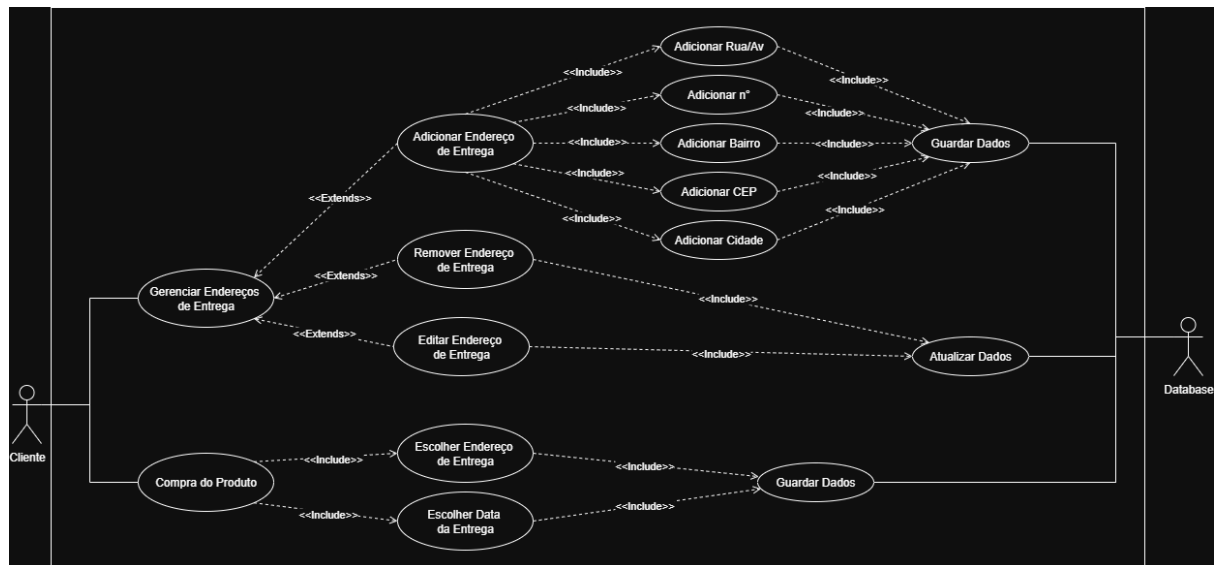 Adicionar Rua/Av
<<Include>>
<<Include>>
Adicionar n°
<<Include>>
<<Include>>
Adicionar Endereço
de Entrega
<<Include>>
Adicionar Bairro
<<Include>>
Guardar Dados
<<Include>>
Adicionar CEP
<<Include>>
<<Extends>>
<<Include>>
Adicionar Cidade
<<Include>>
Remover Endereço
de Entrega
<<Extends>>
Gerenciar Endereços
de Entrega
<<Include>>
<<Extends>>
Editar Endereço
de Entrega
<<Include>>
Atualizar Dados
Database
Cliente
Escolher Endereço
de Entrega
<<Include>>
<<Include>>
Compra do Produto
Guardar Dados
<<Include>>
Escolher Data
da Entrega
<<Include>>